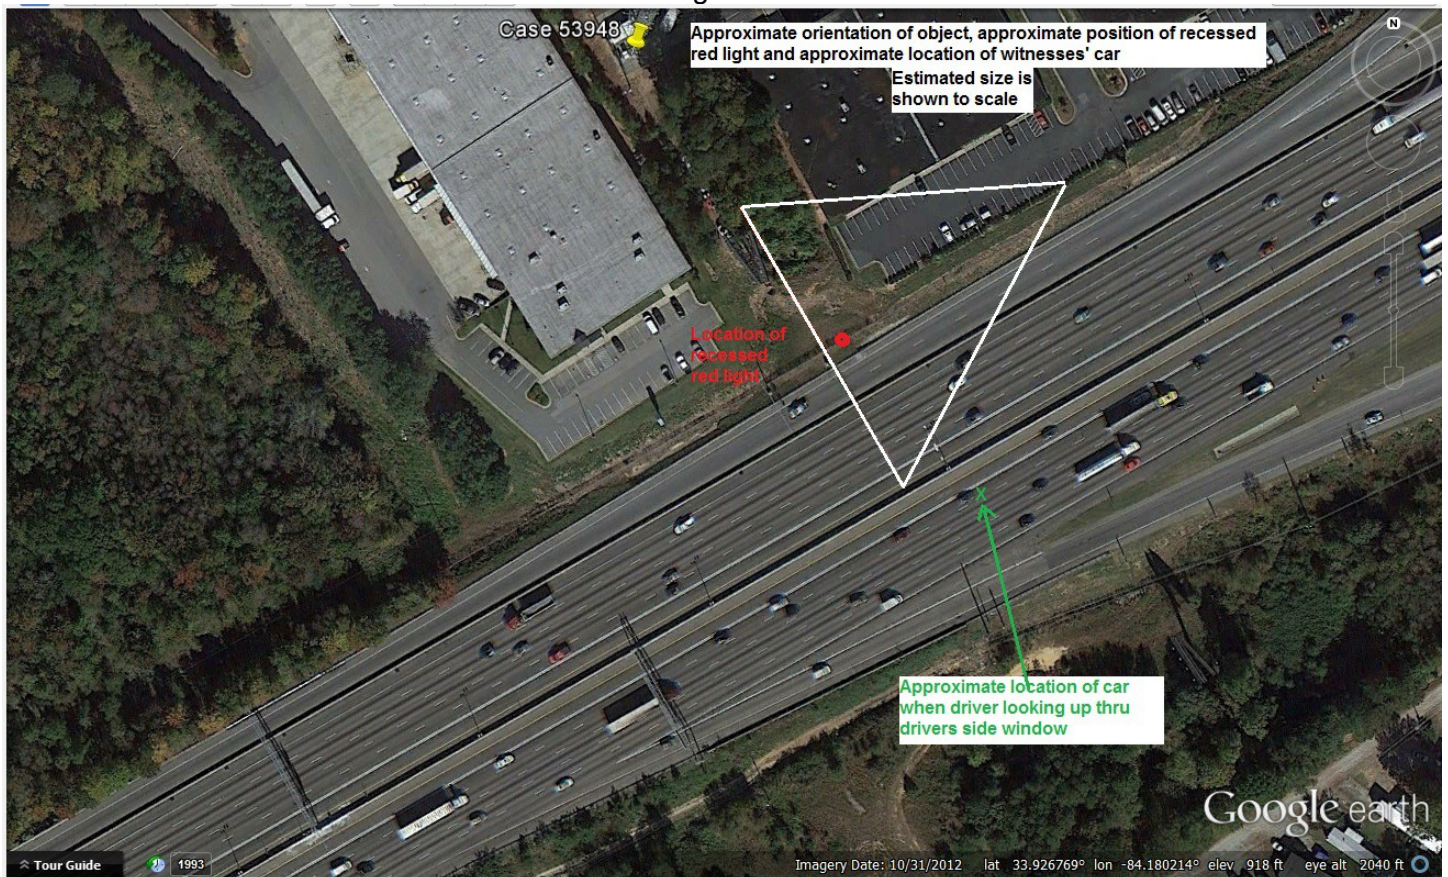 Case 53948
Approximate orientation of object, approximate position of recessed
red light and approximate location of witnesses' car
Estimated size is
shown to scale
N
Location of
recessed
red light
X
Approximate location of car
when driver looking up thru
drivers side window
Google earth
Tour Guide
1993
Imagery Date: 10/31/2012 lat 33.926769° lon -84.180214° elev 918 ft eye alt 2040 ft